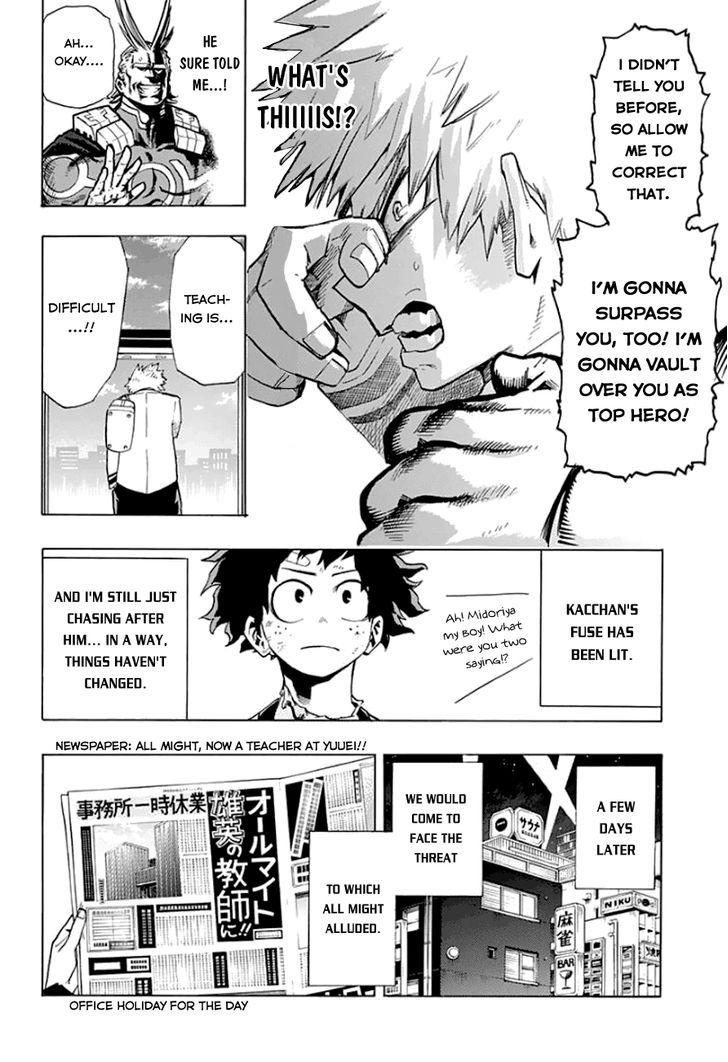 I DIDN'T
TELL YOU
BEFORE,
SO ALLOW
ME TO
CORRECT
THAT.
I'M GONNA
SURPASS
YOU, TOO! I'M
GONNA VAULT
OVER YOU AS
TOP HERO!
WHAT'S
THIIIIIS!?
HE
SURE TOLD
ME...!
AH...
OKAY....
TEACH-
ING IS...
DIFFICULT
...!!
KACCHAN'S
FUSE HAS
BEEN LIT.
Ah! Midoriya
my Boy! What
were you two
saying!?
AND I'M STILL JUST
CHASING AFTER
HIM... IN A WAY,
THINGS HAVEN'T
CHANGED.
NEWSPAPER: ALL MIGHT, NOW A TEACHER AT YUUEI!!
A FEW
DAYS
LATER
サウナ
NIKU
麻雀
BAR
WE WOULD
COME TO
FACE THE
THREAT
TO WHICH
ALL MIGHT
ALLUDED.
オールマイト
雄英の教師に!!
事務所一時休業
OFFICE HOLIDAY FOR THE DAY